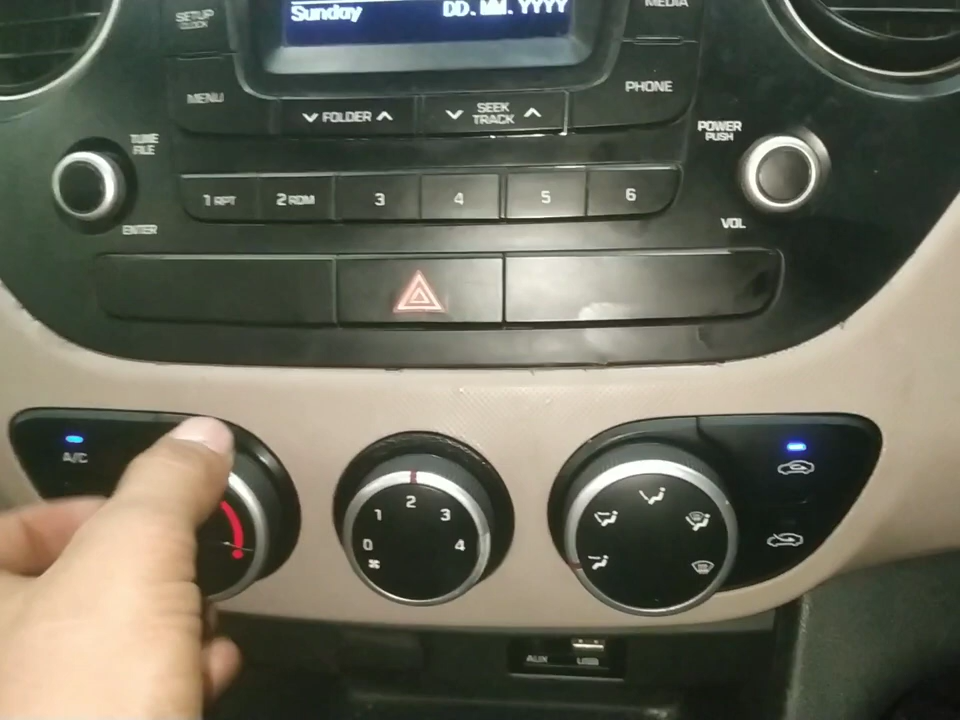 Sunday DD.MM.YYYY
SETUP
CLOCK
MEDIA
MENU
PHONE
FOLDER
SEEK
TRACK
TUNE
FILE
POWER
PUSH
1 RPT 2 RDM 3 4 5 6
ENTER
VOL
A/C
0 1 2 3 4
AUX USB